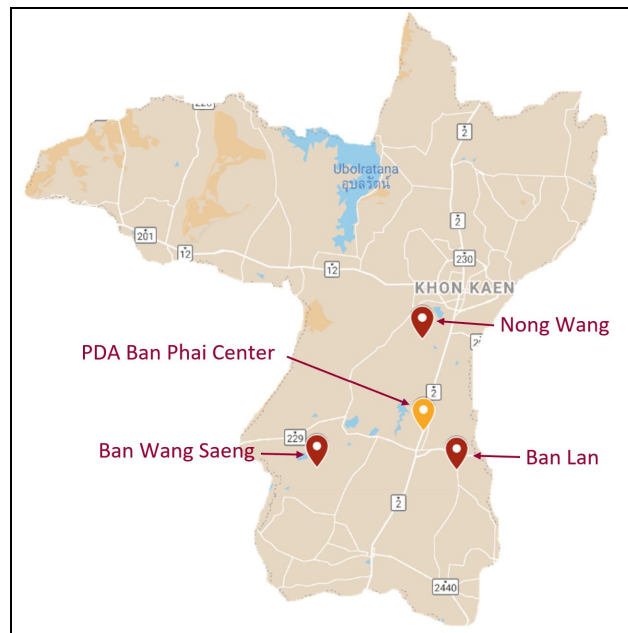 2
Ubolratana
อุบลรัตน์
2
201
12
230
12
KHON KAEN
Nong Wang
PDA Ban Phai Center
2
229
Ban Wang Saeng
Ban Lan
2
2440